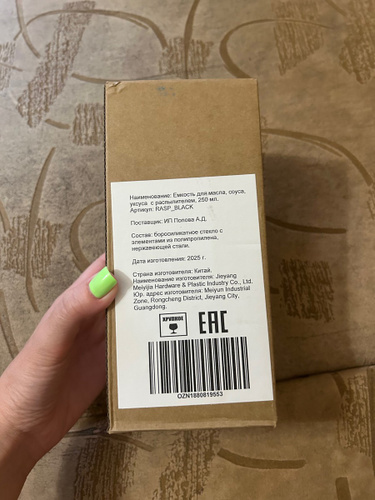 Наименование: Емкость для масла, соуса,
уксуса с распылителем, 250 мл.
Артикул: RASP_BLACK
Поставщик: ИП Попова А.Д.
Состав: боросиликатное стекло с
элементами из полипропилена,
нержавеющей стали.
Дата изготовления: 2025 г.
Страна изготовителя: Китай.
Наименование изготовителя: Jieyang
Meiyijia Hardware & Plastic Industry Co., Ltd.
Юр. адрес изготовителя: Meiyun Industrial
Zone, Rongcheng District, Jieyang City,
Guangdong.
ХРУПКОЕ
EAC
OZN1880819553